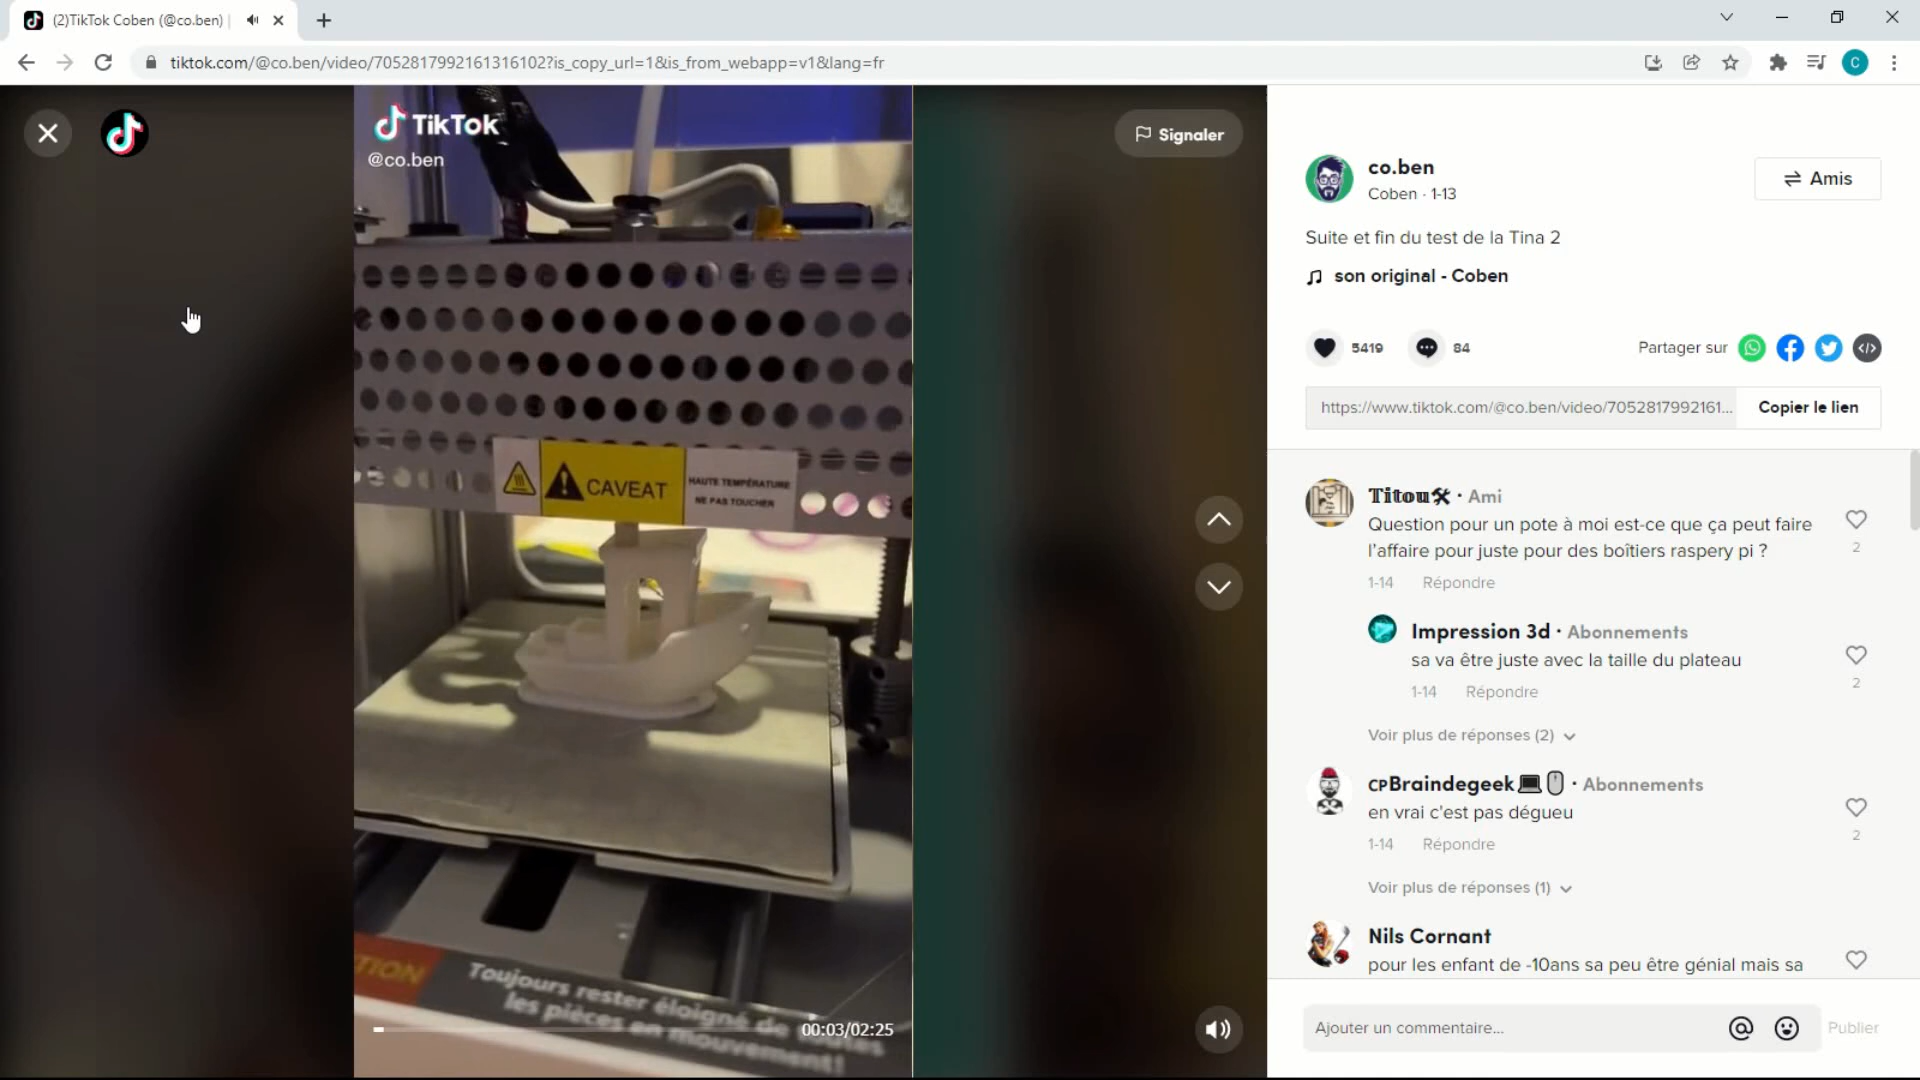 (2)TikTok Coben (@co.ben) |
tiktok.com/@co.ben/video/7052817992161316102?is_copy_url=1&is_from_webapp=v1&lang=fr
C
TikTok
@co.ben
Signaler
CAVEAT
HAUTE TEMPÉRATURE
NE PAS TOUCHER
TION
Toujours rester éloigné de toutes
les pièces en mouvement!
00:03/02:25
co.ben
Coben · 1-13
Amis
Suite et fin du test de la Tina 2
son original - Coben
5419
84
Partager sur
https://www.tiktok.com/@co.ben/video/7052817992161...
Copier le lien
𝕋itou · Ami
Question pour un pote à moi est-ce que ça peut faire
l'affaire pour juste pour des boîtiers raspery pi ?
2
1-14 Répondre
Impression 3d · Abonnements
sa va être juste avec la taille du plateau
2
1-14 Répondre
Voir plus de réponses (2)
CPBraindegeek · Abonnements
en vrai c'est pas dégueu
2
1-14 Répondre
Voir plus de réponses (1)
Nils Cornant
pour les enfant de -10ans sa peu être génial mais sa
Ajouter un commentaire...
Publier